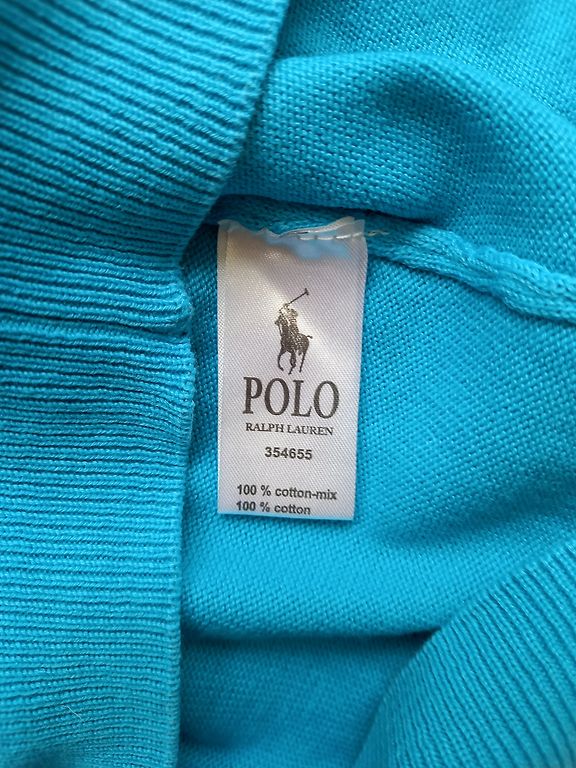 POLO
RALPH LAUREN
354655
100 % cotton-mix
100 % cotton